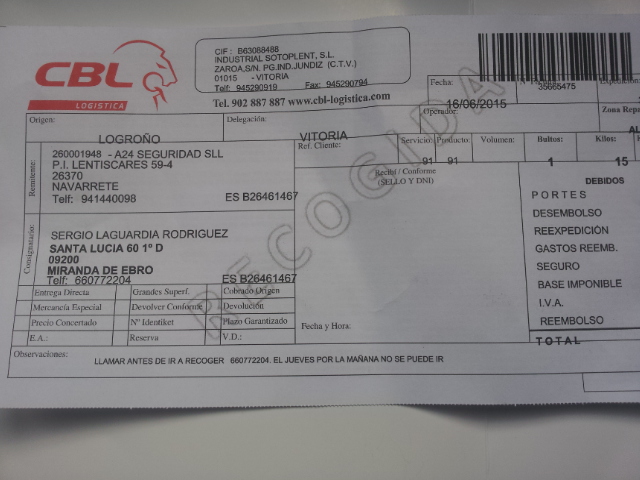 CBL
LOGISTICA
CIF : B63088488
INDUSTRIAL SOTOPLENT, S.L.
ZAROA,S/N. PG.IND.JUNDIZ (C.T.V.)
01015 - VITORIA
Telf: 945290919 Fax: 945290794
Tel. 902 887 887 www.cbl-logistica.com
Fecha:
16/06/2015
35665475
Origen:
LOGROÑO
Delegación:
VITORIA
Operador:
Zona Repa
AL
Remitente:
260001948 - A24 SEGURIDAD SLL
P.I. LENTISCARES 59-4
26370
NAVARRETE
Telf: 941440098 ES B26461467
Ref. Cliente:
Servicio: Producto: Volumen: Bultos: Kilos:
91 91 1 15
Recibí / Conforme
(SELLO Y DNI)
DEBIDOS
PORTES
DESEMBOLSO
REEXPEDICIÓN
GASTOS REEMB.
SEGURO
BASE IMPONIBLE
I.V.A.
REEMBOLSO
TOTAL
Consignatario:
SERGIO LAGUARDIA RODRIGUEZ
SANTA LUCIA 60 1º D
09200
MIRANDA DE EBRO
Telf: 660772204 ES B26461467
Entrega Directa Grandes Superf. Cobrado Origen
Mercancía Especial Devolver Conforme Devolución
Precio Concertado Nº Identiket Plazo Garantizado
E.A.: Reserva V.D.:
Fecha y Hora:
RECOGIDA
Observaciones:
LLAMAR ANTES DE IR A RECOGER 660772204. EL JUEVES POR LA MAÑANA NO SE PUEDE IR